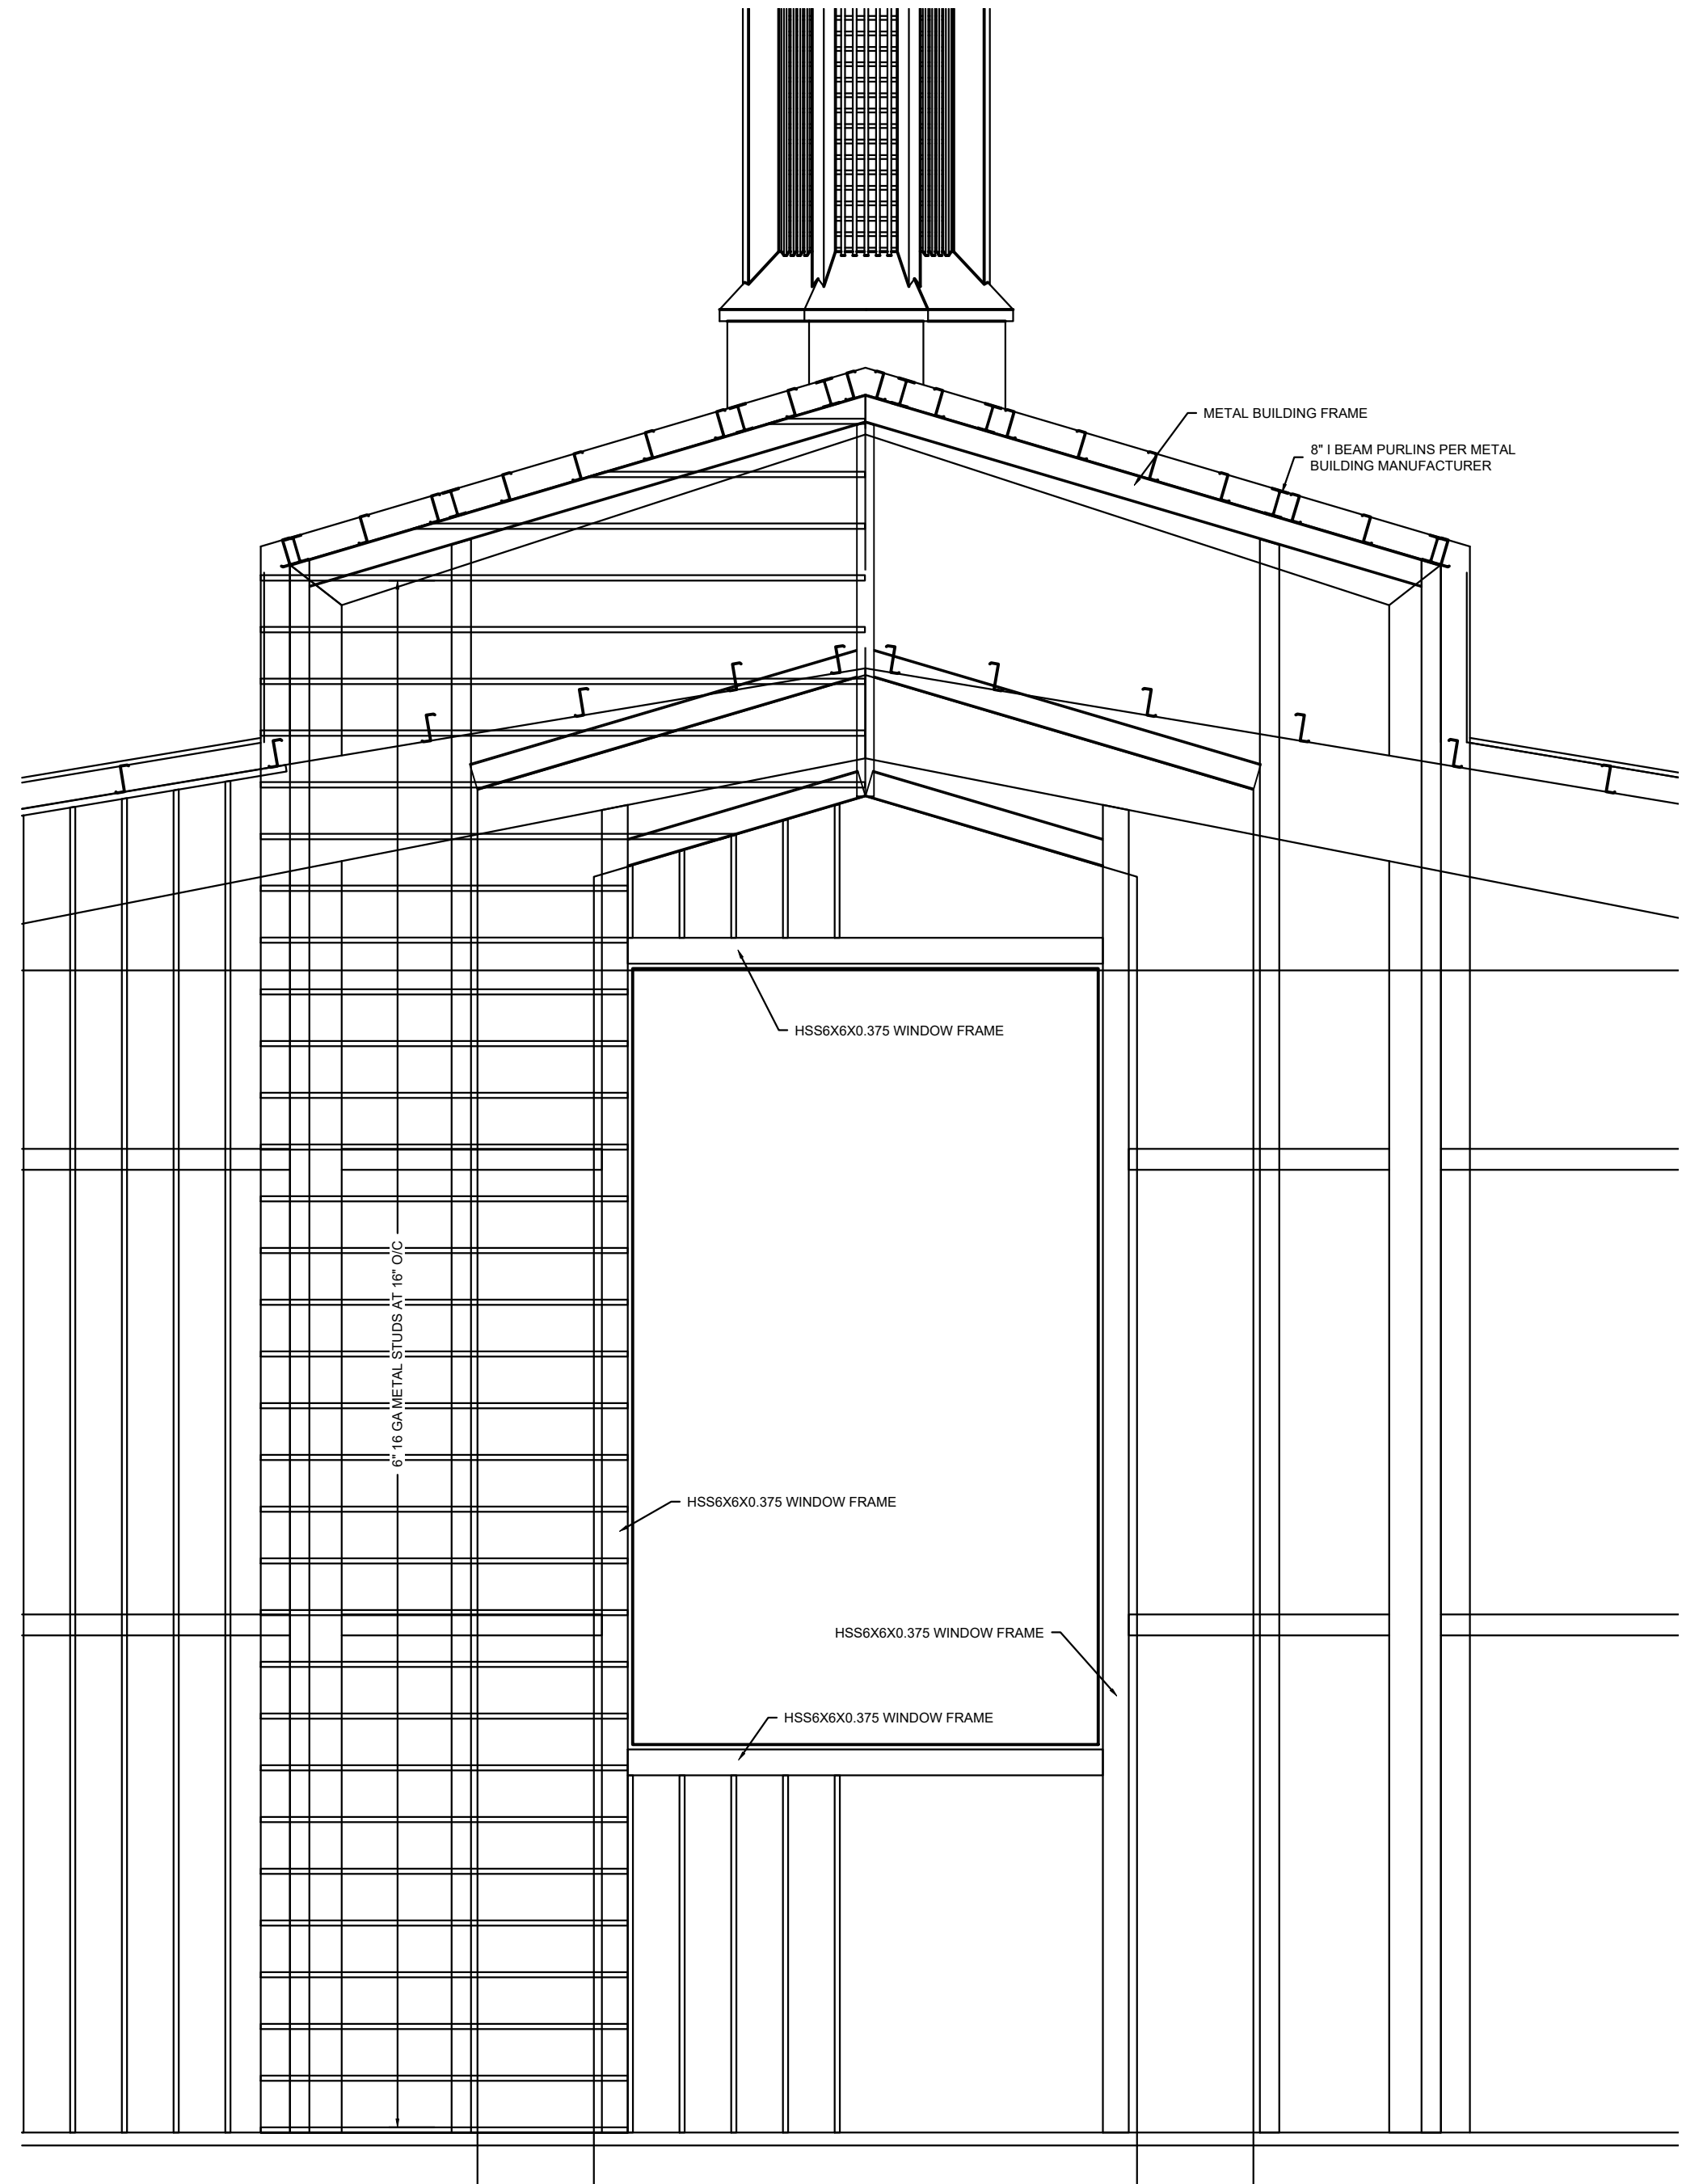 METAL BUILDING FRAME
8" I BEAM PURLINS PER METAL
BUILDING MANUFACTURER
HSS6X6X0.375 WINDOW FRAME
6" 16 GA METAL STUDS AT 16" O/C
HSS6X6X0.375 WINDOW FRAME
HSS6X6X0.375 WINDOW FRAME
HSS6X6X0.375 WINDOW FRAME